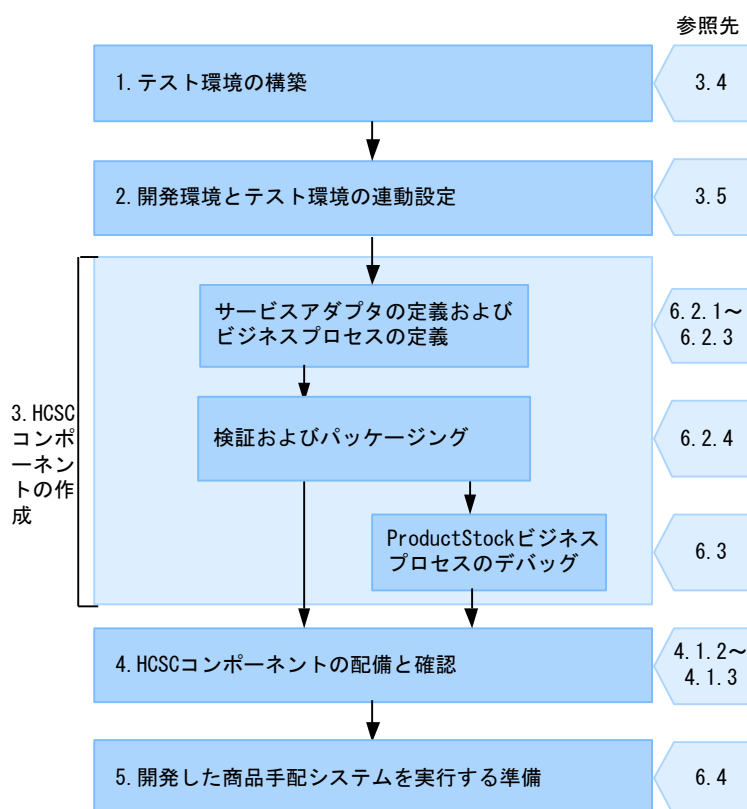 参照先
1.テスト環境の構築
3.4
2.開発環境とテスト環境の連動設定
3.5
3.HCSC
コンポ
ーネン
トの作
成
サービスアダプタの定義および
ビジネスプロセスの定義
6.2.1～
6.2.3
検証およびパッケージング
6.2.4
ProductStockビジネス
プロセスのデバッグ
6.3
4.HCSCコンポーネントの配備と確認
4.1.2～
4.1.3
5.開発した商品手配システムを実行する準備
6.4